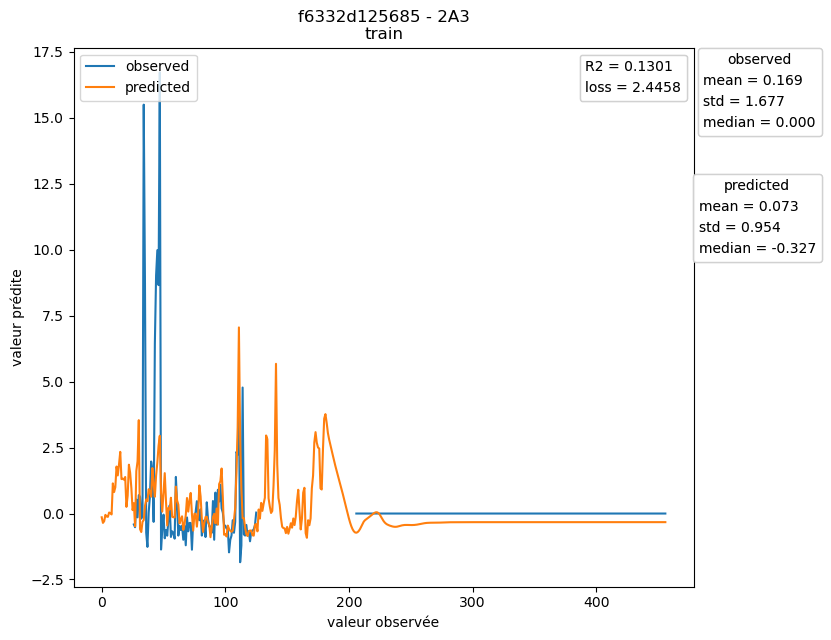 f6332d125685 - 2A3
train
observed
predicted
R2 = 0.1301
loss = 2.4458
observed
mean = 0.169
std = 1.677
median = 0.000
predicted
mean = 0.073
std = 0.954
median = -0.327
17.5
15.0
12.5
10.0
7.5
5.0
2.5
0.0
−2.5
valeur prédite
0
100
200
300
400
valeur observée